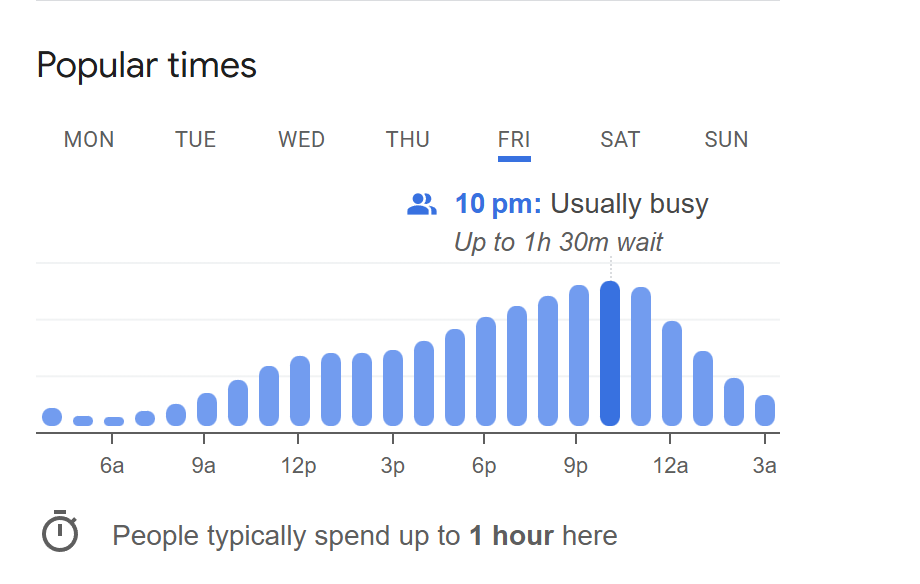 Popular times
MON TUE WED THU FRI SAT SUN
10 pm: Usually busy
Up to 1h 30m wait
6a 9a 12p 3p 6p 9p 12a 3a
People typically spend up to 1 hour here